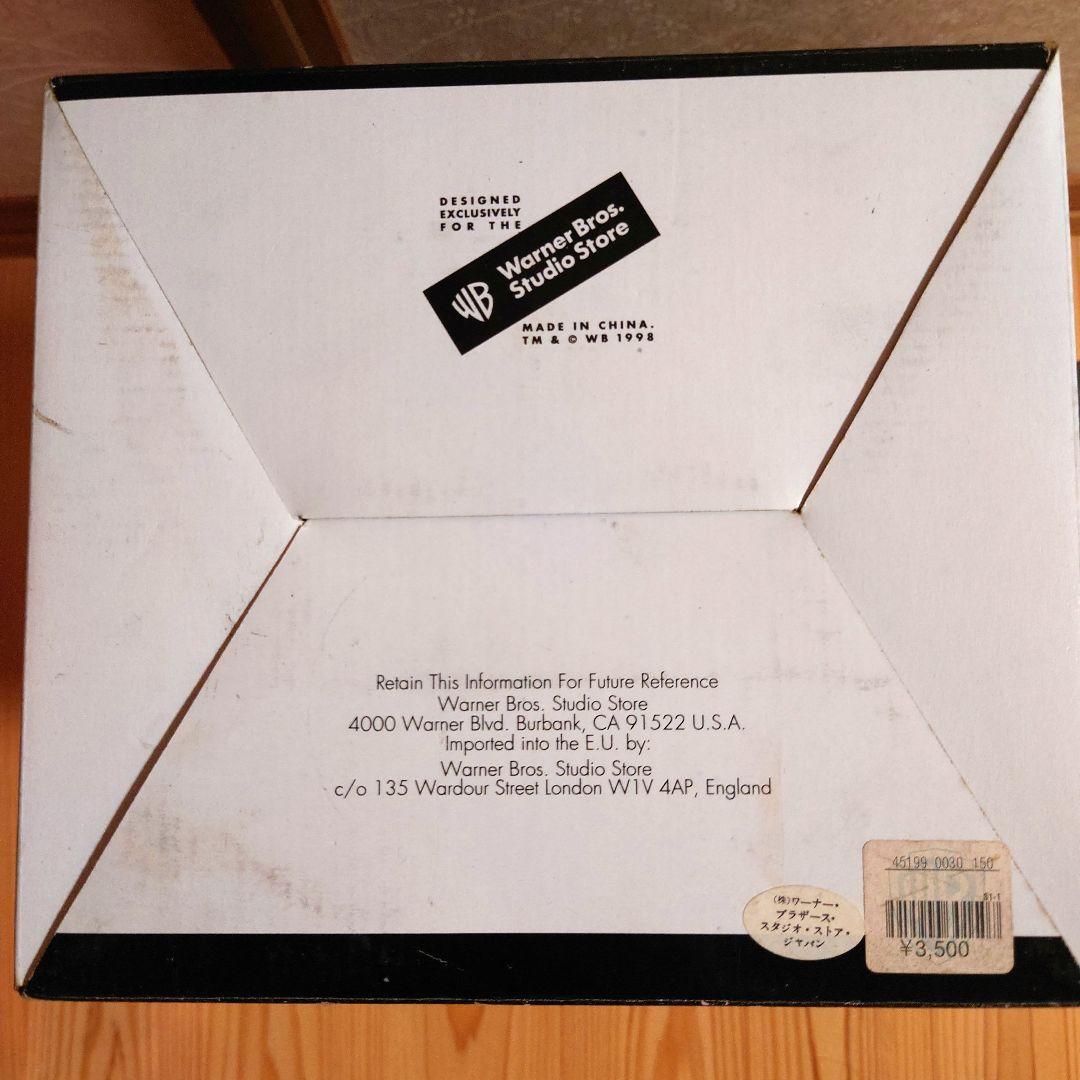 DESIGNED
EXCLUSIVELY
FOR THE
WB
Warner Bros.
Studio Store
MADE IN CHINA.
TM & © WB 1998
Retain This Information For Future Reference
Warner Bros. Studio Store
4000 Warner Blvd. Burbank, CA 91522 U.S.A.
Imported into the E.U. by:
Warner Bros. Studio Store
c/o 135 Wardour Street London W1V 4AP, England
45199 0030 150
S1-1
¥3,500
(株)ワーナー・
ブラザース・
スタジオ・ストア・
ジャパン